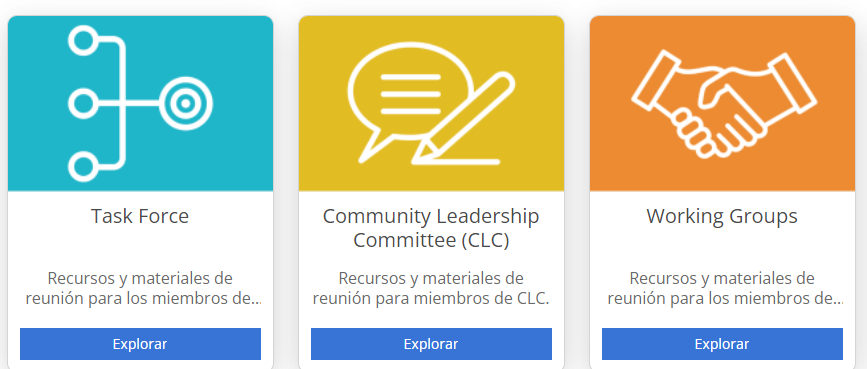 Task Force
Recursos y materiales de
reunión para los miembros de...
Explorar
Community Leadership
Committee (CLC)
Recursos y materiales de
reunión para miembros de CLC.
Explorar
Working Groups
Recursos y materiales de
reunión para los miembros de...
Explorar